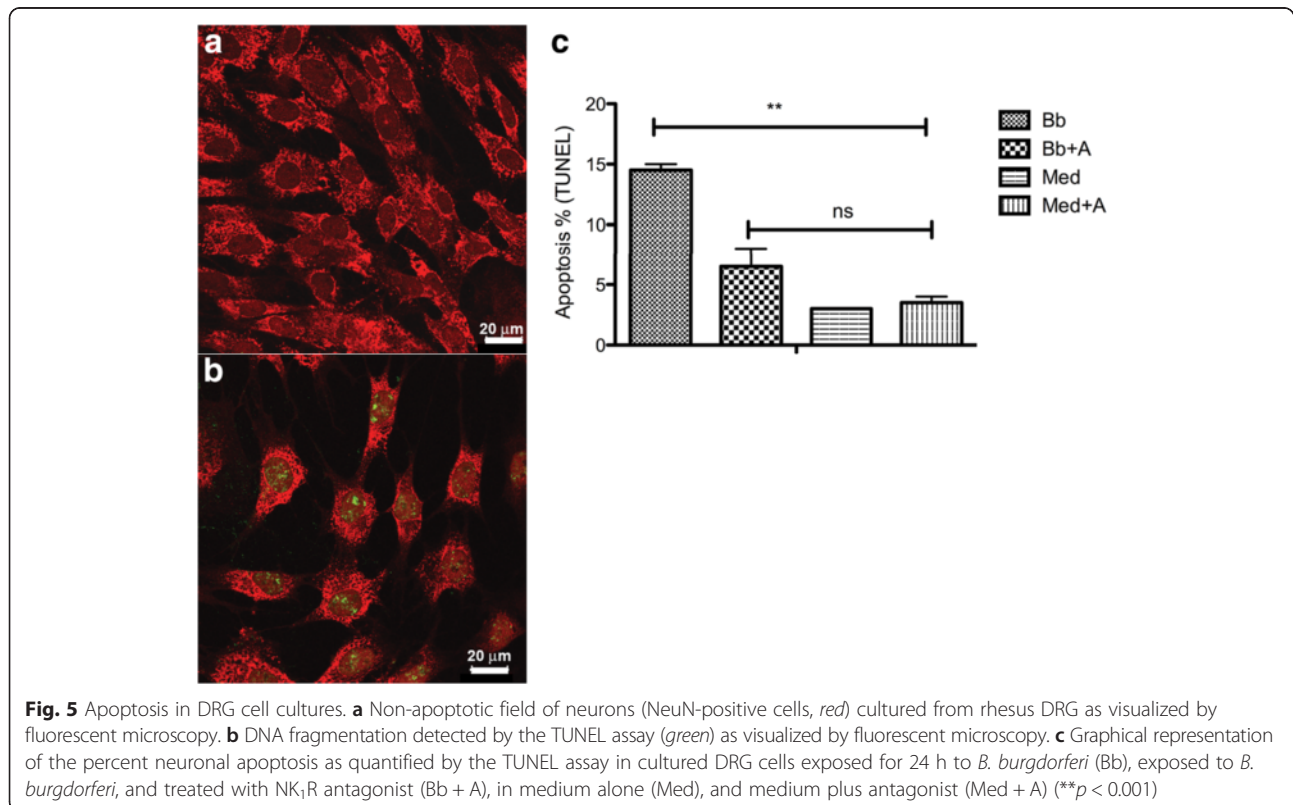 a
20 μm
b
20 μm
c
Apoptosis % (TUNEL)
20
15
10
5
0
**
ns
Bb
Bb+A
Med
Med+A
Fig. 5 Apoptosis in DRG cell cultures. a Non-apoptotic field of neurons (NeuN-positive cells, red) cultured from rhesus DRG as visualized by
fluorescent microscopy. b DNA fragmentation detected by the TUNEL assay (green) as visualized by fluorescent microscopy. c Graphical representation
of the percent neuronal apoptosis as quantified by the TUNEL assay in cultured DRG cells exposed for 24 h to B. burgdorferi (Bb), exposed to B.
burgdorferi, and treated with NK₁R antagonist (Bb + A), in medium alone (Med), and medium plus antagonist (Med + A) (**p < 0.001)